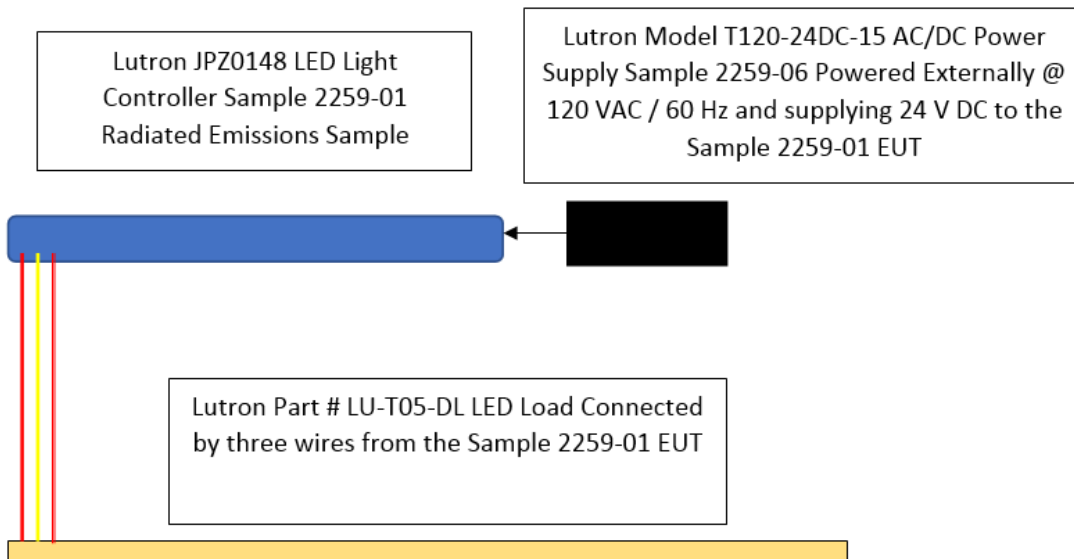 Lutron JPZ0148 LED Light
Controller Sample 2259-01
Radiated Emissions Sample
Lutron Model T120-24DC-15 AC/DC Power
Supply Sample 2259-06 Powered Externally @
120 VAC / 60 Hz and supplying 24 V DC to the
Sample 2259-01 EUT
Lutron Part # LU-T05-DL LED Load Connected
by three wires from the Sample 2259-01 EUT